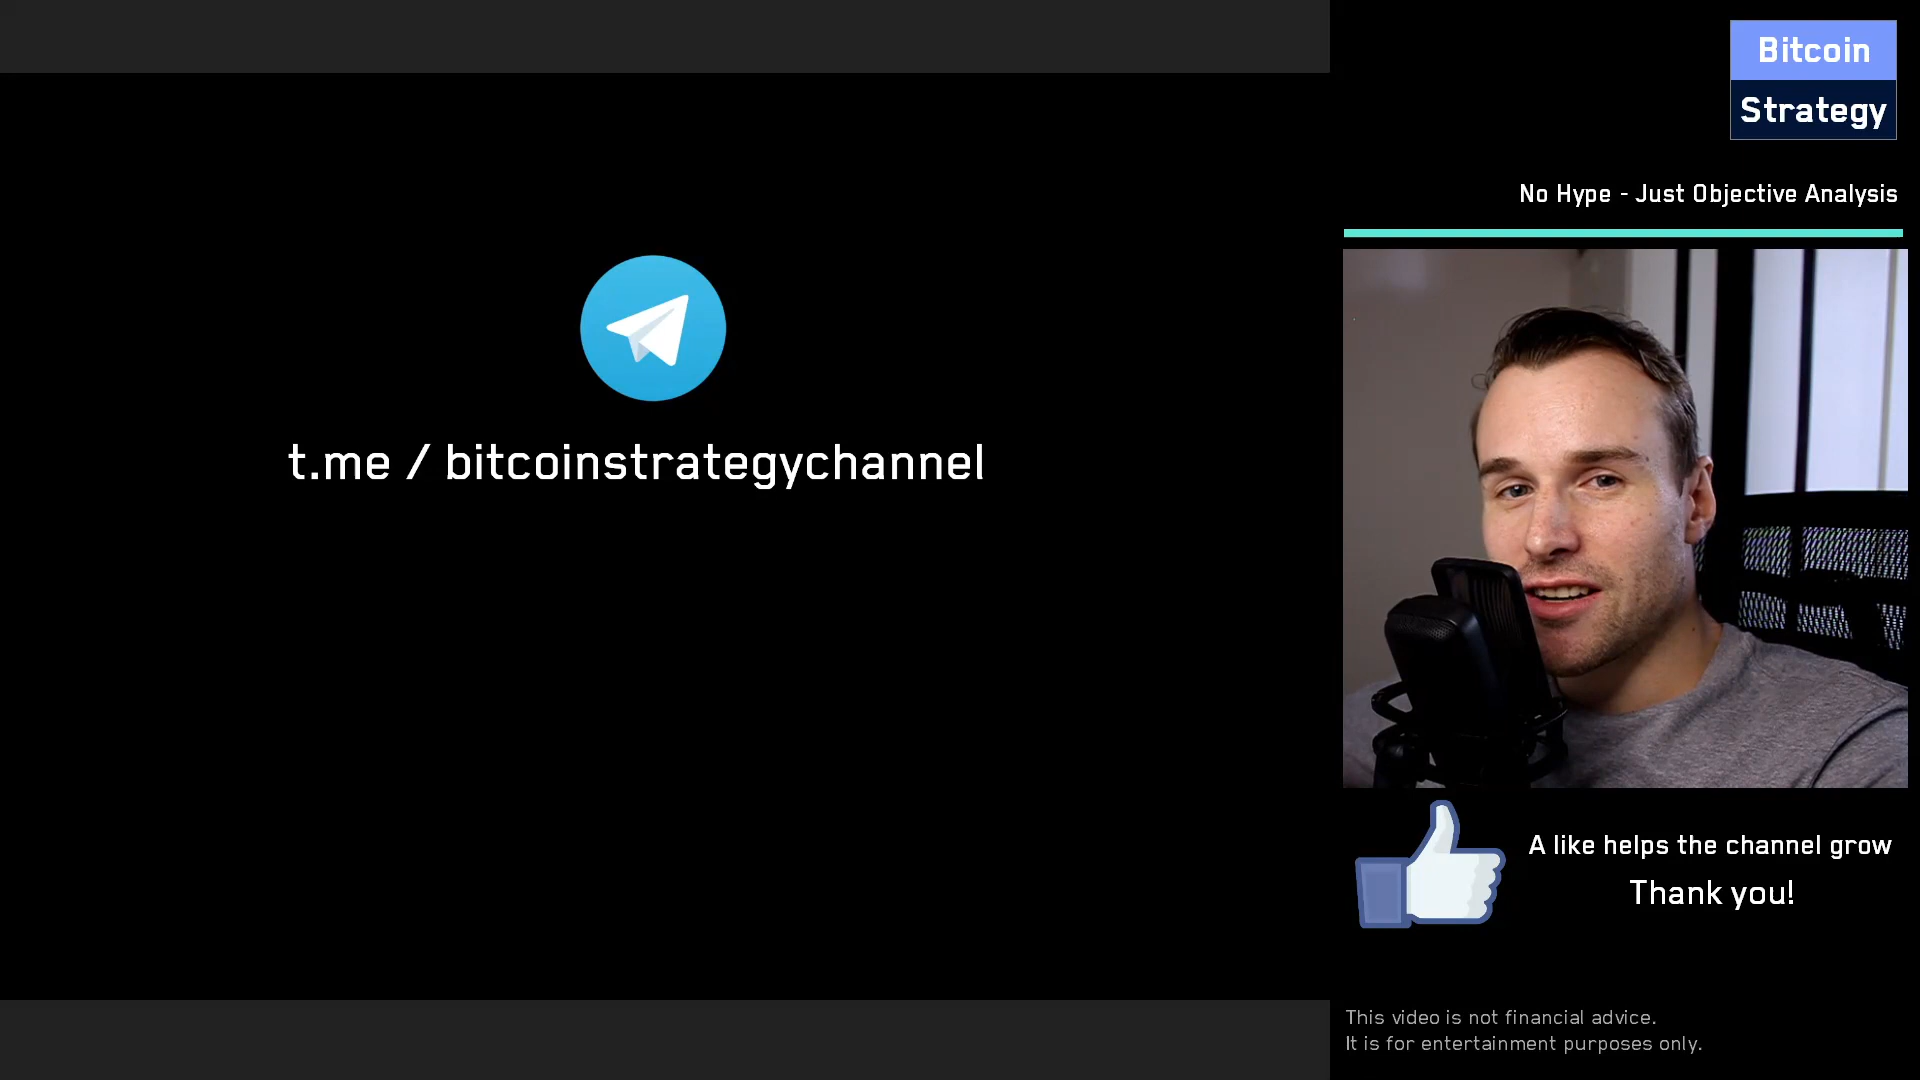 Bitcoin
Strategy
No Hype - Just Objective Analysis
t.me / bitcoinstrategychannel
A like helps the channel grow
Thank you!
This video is not financial advice.
It is for entertainment purposes only.